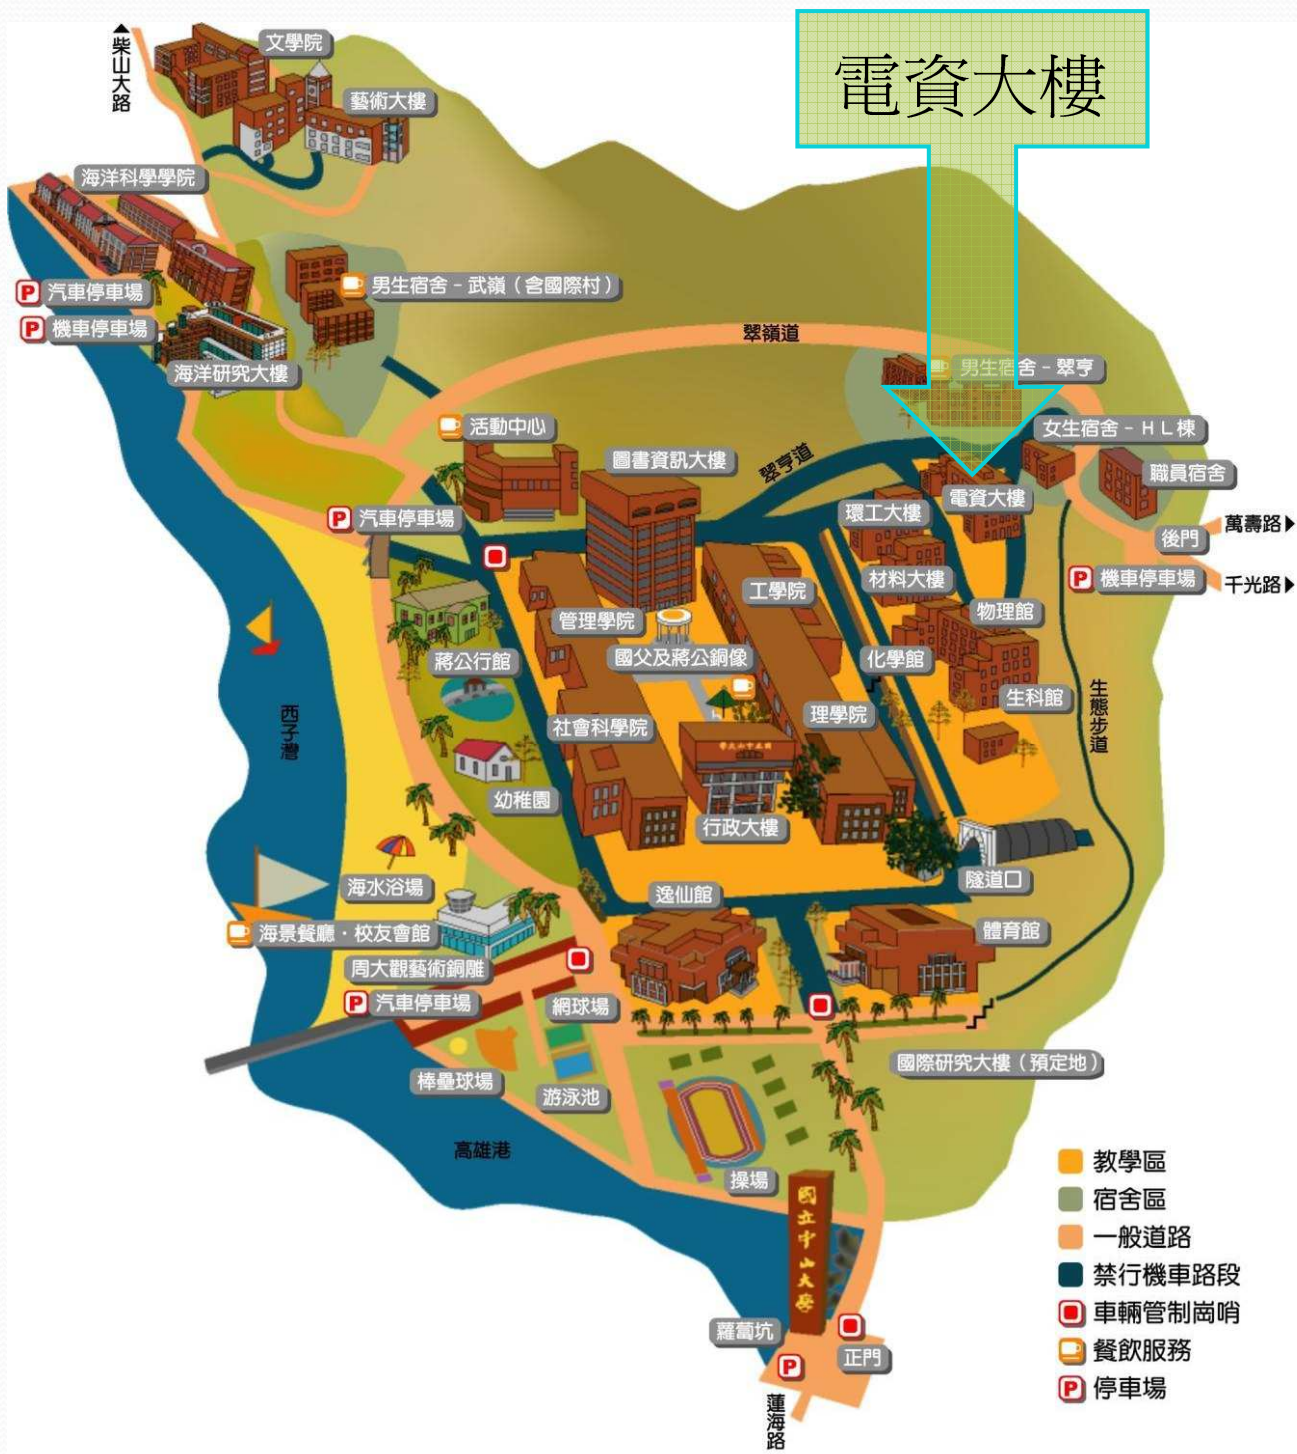 電資大樓
柴山大路
文學院
藝術大樓
海洋科學學院
P 汽車停車場
P 機車停車場
男生宿舍-武嶺(含國際村)
海洋研究大樓
翠嶺道
男生宿舍-翠亨
活動中心
圖書資訊大樓
翠亨道
女生宿舍-HL棟
職員宿舍
P 汽車停車場
環工大樓
電資大樓
萬壽路
後門
P 機車停車場
千光路
管理學院
工學院
材料大樓
物理館
國父及蔣公銅像
蔣公行館
化學館
生科館
西子灣
社會科學院
理學院
生態步道
國立中山大學
幼稚園
行政大樓
海水浴場
逸仙館
隧道口
海景餐廳·校友會館
體育館
周大觀藝術銅雕
P 汽車停車場
網球場
國際研究大樓(預定地)
棒壘球場
游泳池
高雄港
操場
國立中山大學
蘿蔔坑
正門
P
蓮海路
教學區
宿舍區
一般道路
禁行機車路段
車輛管制崗哨
餐飲服務
P 停車場